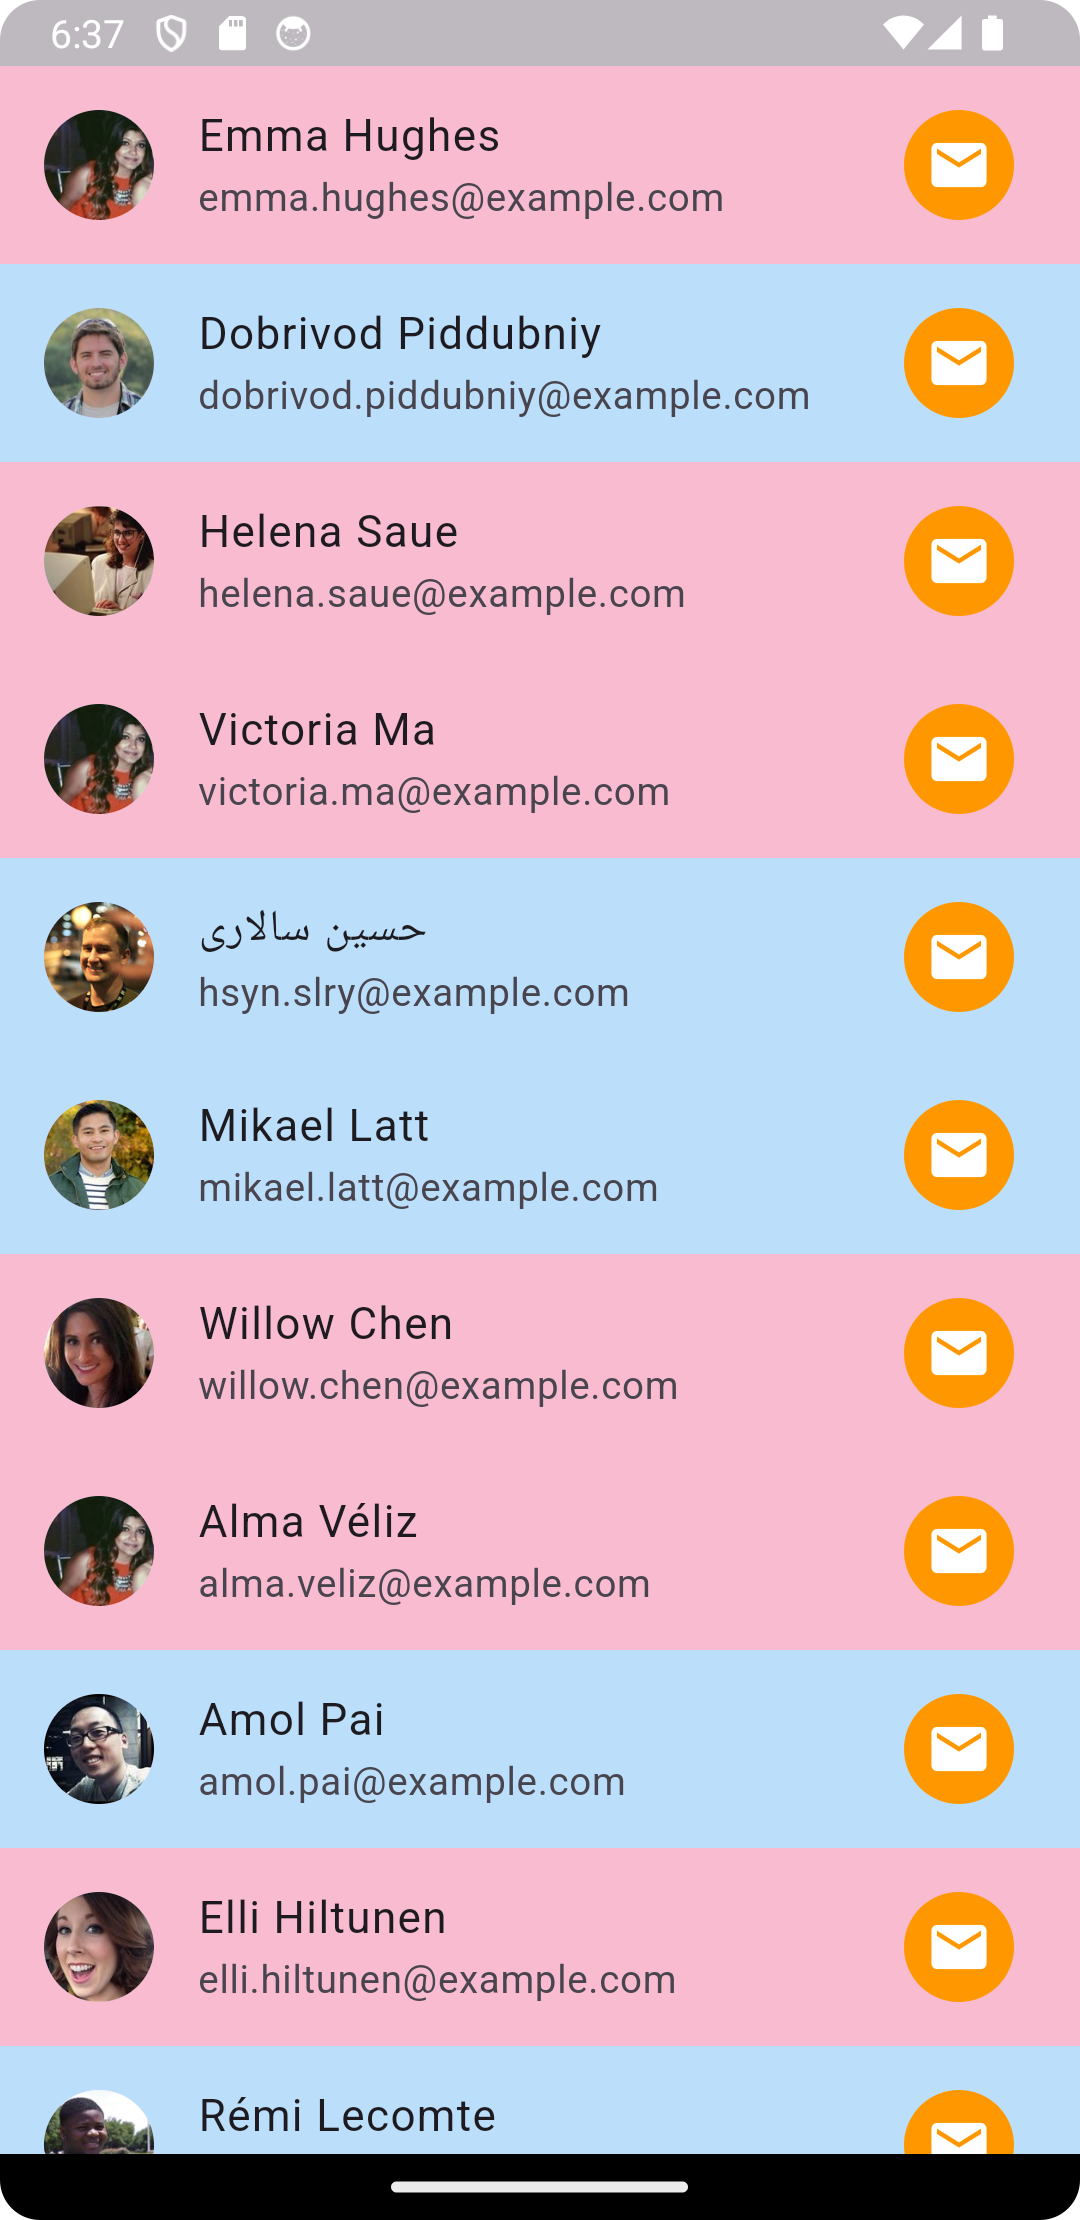 6:37
Emma Hughes
emma.hughes@example.com
Dobrivod Piddubniy
dobrivod.piddubniy@example.com
Helena Saue
helena.saue@example.com
Victoria Ma
victoria.ma@example.com
حسین سالاری
hsyn.slry@example.com
Mikael Latt
mikael.latt@example.com
Willow Chen
willow.chen@example.com
Alma Véliz
alma.veliz@example.com
Amol Pai
amol.pai@example.com
Elli Hiltunen
elli.hiltunen@example.com
Rémi Lecomte